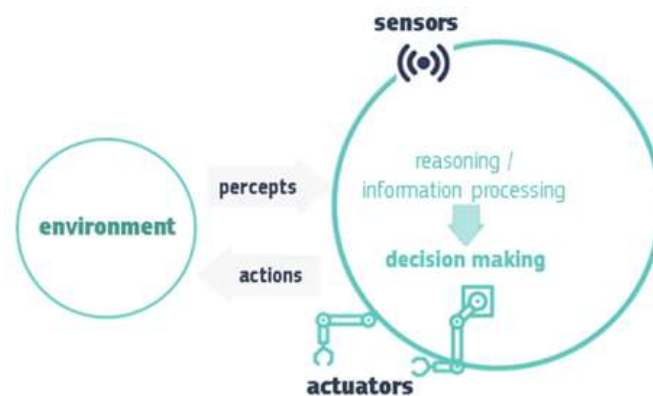 sensors
percepts
reasoning /
information processing
environment
decision making
actions
actuators